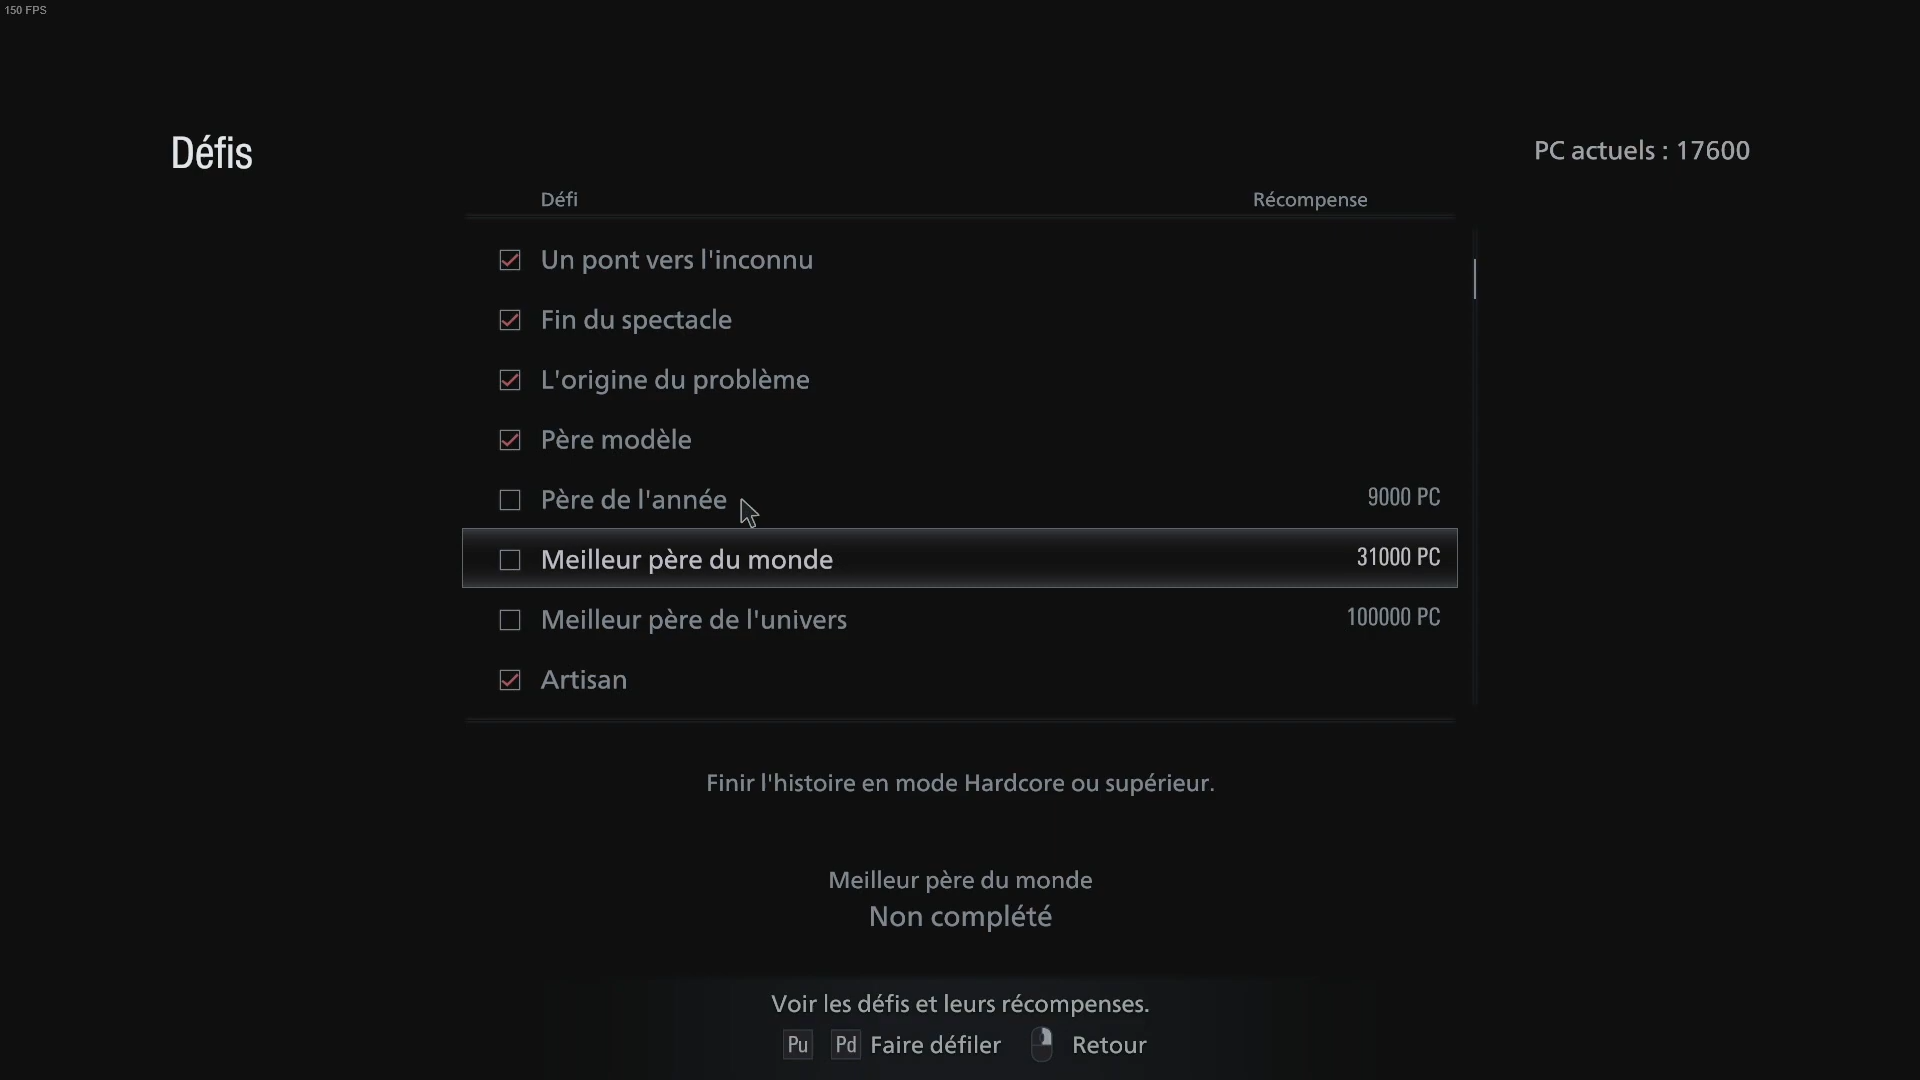 150 FPS
Défis
PC actuels : 17600
Défi
Récompense
Un pont vers l'inconnu
Fin du spectacle
L'origine du problème
Père modèle
Père de l'année
9000 PC
Meilleur père du monde
31000 PC
Meilleur père de l'univers
100000 PC
Artisan
Finir l'histoire en mode Hardcore ou supérieur.
Meilleur père du monde
Non complété
Voir les défis et leurs récompenses.
Pu Pd Faire défiler Retour